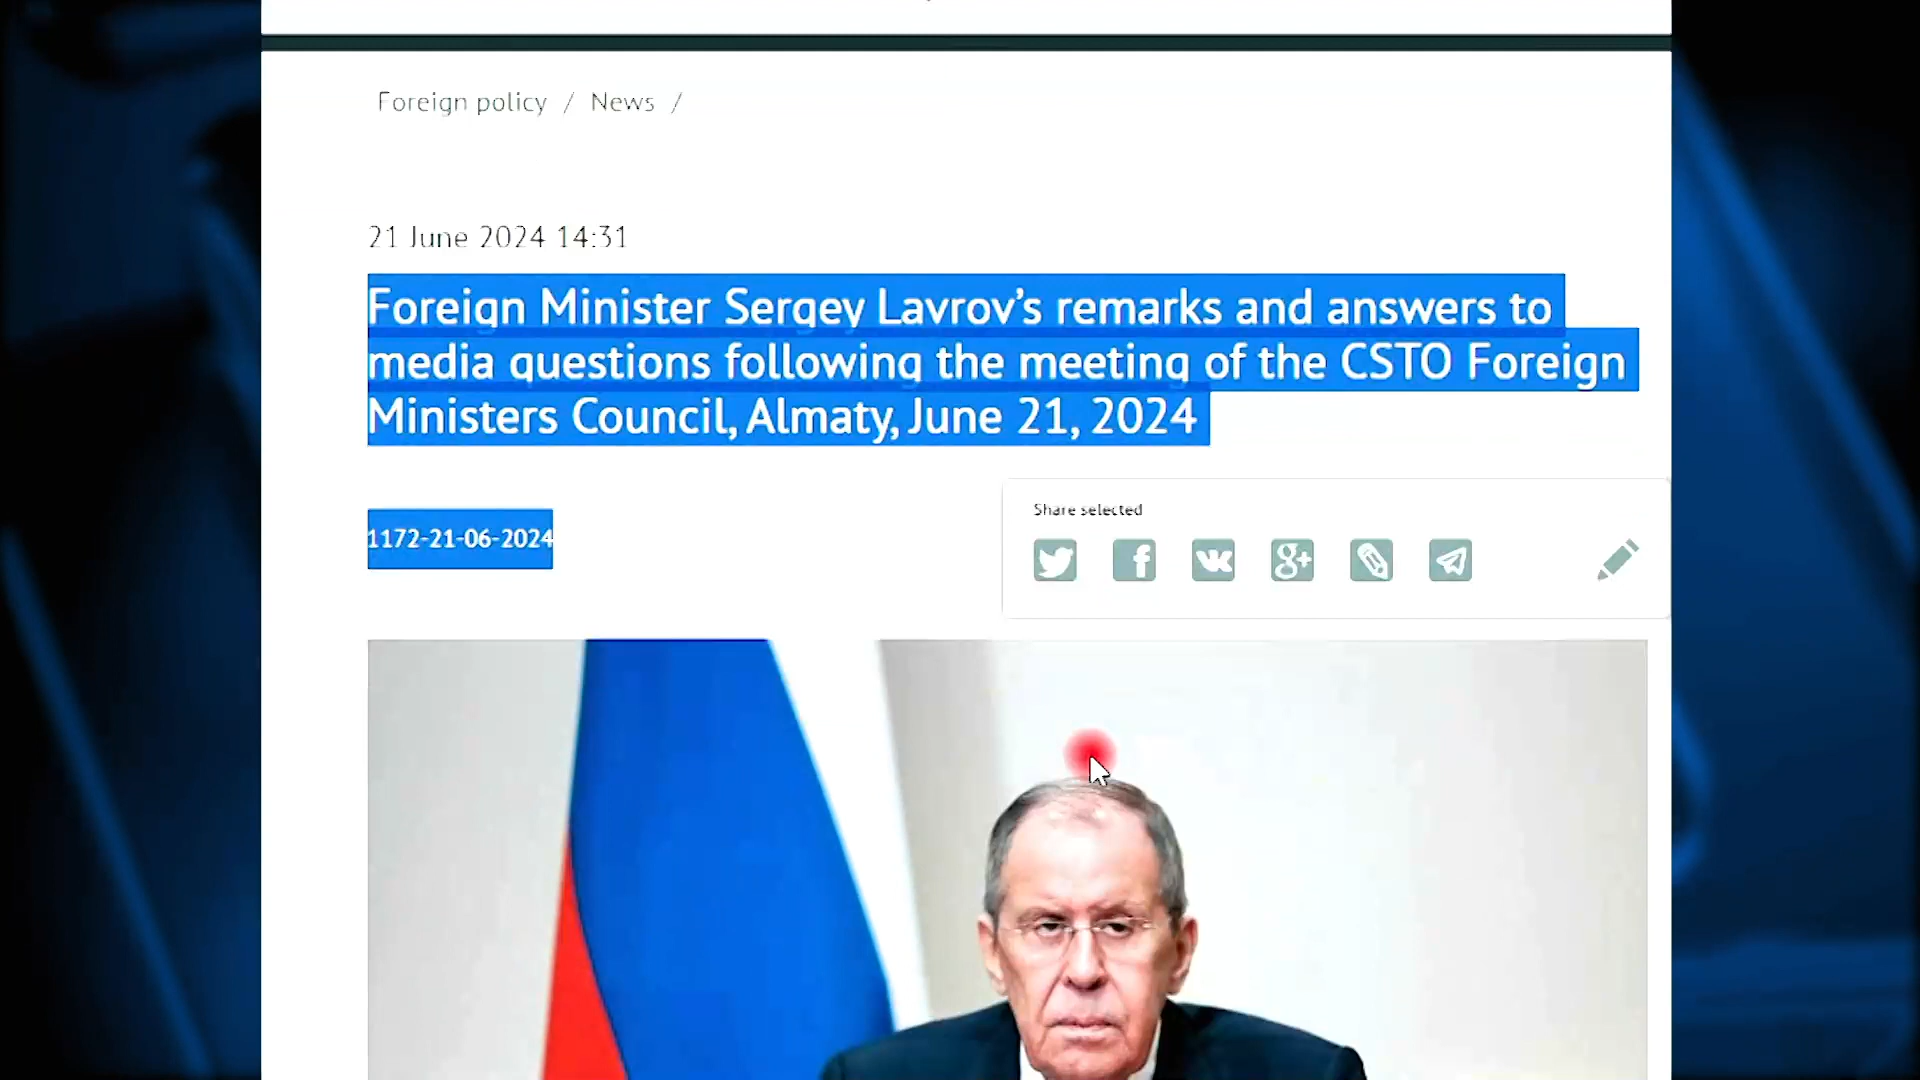 Foreign policy / News /
21 June 2024 14:31
Foreign Minister Sergey Lavrov’s remarks and answers to
media questions following the meeting of the CSTO Foreign
Ministers Council, Almaty, June 21, 2024
Share selected
1172-21-06-2024